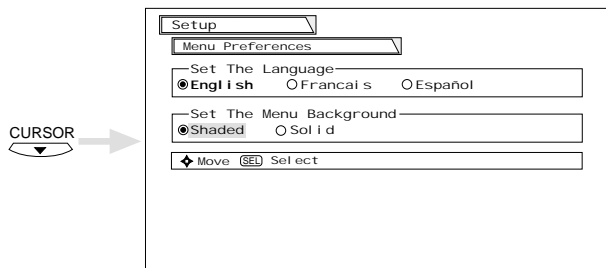 Setup
Menu Preferences
Set The Language
English Francais Español
Set The Menu Background
CURSOR
Shaded Solid
Move SEL Select